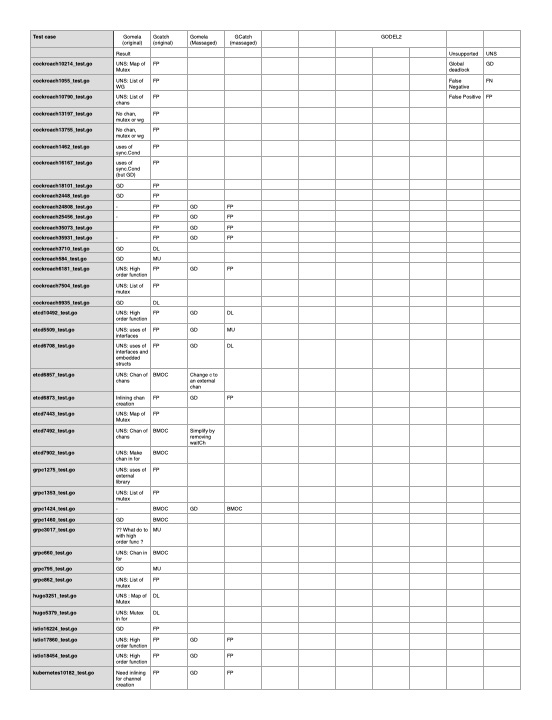 Test case Gomela (original) Gcatch (original) Gomela (Massaged) GCatch (massaged) GODEL2
Result Unsupported UNS
cockroach10214_test.go UNS: Map of Mutex FP Global deadlock GD
cockroach1055_test.go UNS: List of WG FP False Negative FN
cockroach10790_test.go UNS: List of chans FP False Positive FP
cockroach13197_test.go No chan, mutex or wg FP
cockroach13755_test.go No chan, mutex or wg FP
cockroach1462_test.go uses of sync.Cond FP
cockroach16167_test.go uses of sync.Cond (but GD) FP
cockroach18101_test.go GD FP
cockroach2448_test.go GD FP
cockroach24808_test.go - FP GD FP
cockroach25456_test.go - FP GD FP
cockroach35073_test.go FP GD FP
cockroach35931_test.go - FP GD FP
cockroach3710_test.go GD DL
cockroach584_test.go GD MU
cockroach6181_test.go UNS: High order function FP GD FP
cockroach7504_test.go UNS: List of mutex FP
cockroach9935_test.go GD DL
etcd10492_test.go UNS: High order function FP GD DL
etcd5509_test.go UNS: uses of interfaces FP GD MU
etcd6708_test.go UNS: uses of interfaces and embedded structs FP GD DL
etcd6857_test.go UNS: Chan of chans BMOC Change c to an external chan
etcd6873_test.go Inlining chan creation FP GD FP
etcd7443_test.go UNS: Map of Mutex FP
etcd7492_test.go UNS: Chan of chans BMOC Simplify by removing waitCh
etcd7902_test.go UNS: Make chan in for BMOC
grpc1275_test.go UNS: uses of external library FP
grpc1353_test.go UNS: List of mutex FP
grpc1424_test.go - BMOC GD BMOC
grpc1460_test.go GD BMOC
grpc3017_test.go ?? What do to with high order func ? MU
grpc660_test.go UNS: Chan in for BMOC
grpc795_test.go GD MU
grpc862_test.go UNS: List of mutex FP
hugo3251_test.go UNS : Map of Mutex DL
hugo5379_test.go UNS: Mutex in for DL
istio16224_test.go GD FP
istio17860_test.go UNS: High order function FP GD FP
istio18454_test.go UNS: High order function FP GD FP
kubernetes10182_test.go Need inlining for channel creation FP GD FP